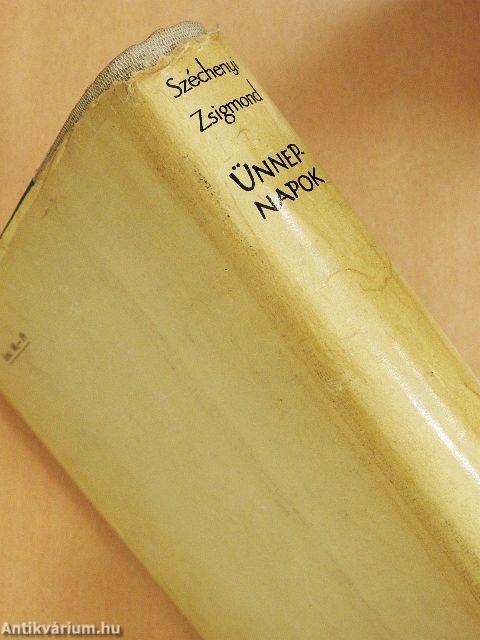 Széchenyi
Zsigmond
ÜNNEP-
NAPOK
Antikvárium.hu